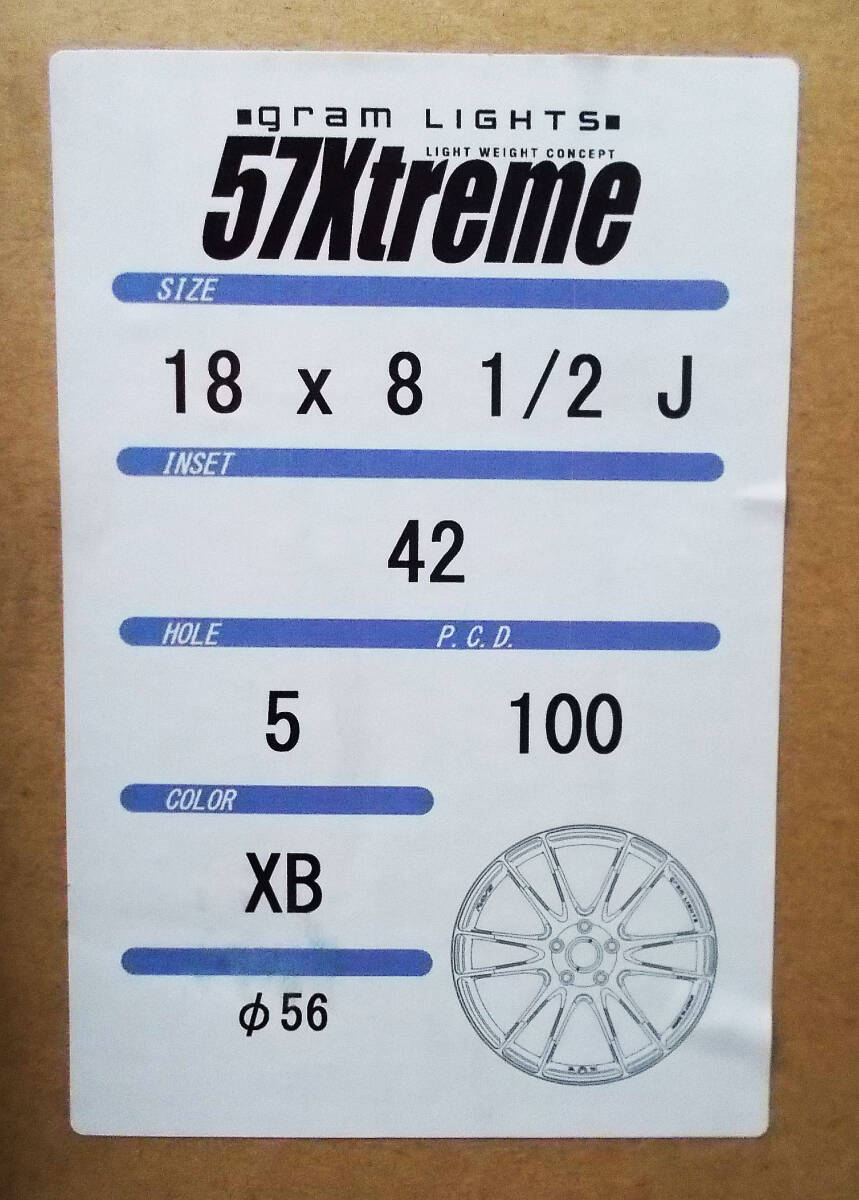 ■gram LIGHTS■
LIGHT WEIGHT CONCEPT
57Xtreme
SIZE
18 x 8 1/2 J
INSET
42
HOLE P.C.D.
5 100
COLOR
XB
φ56